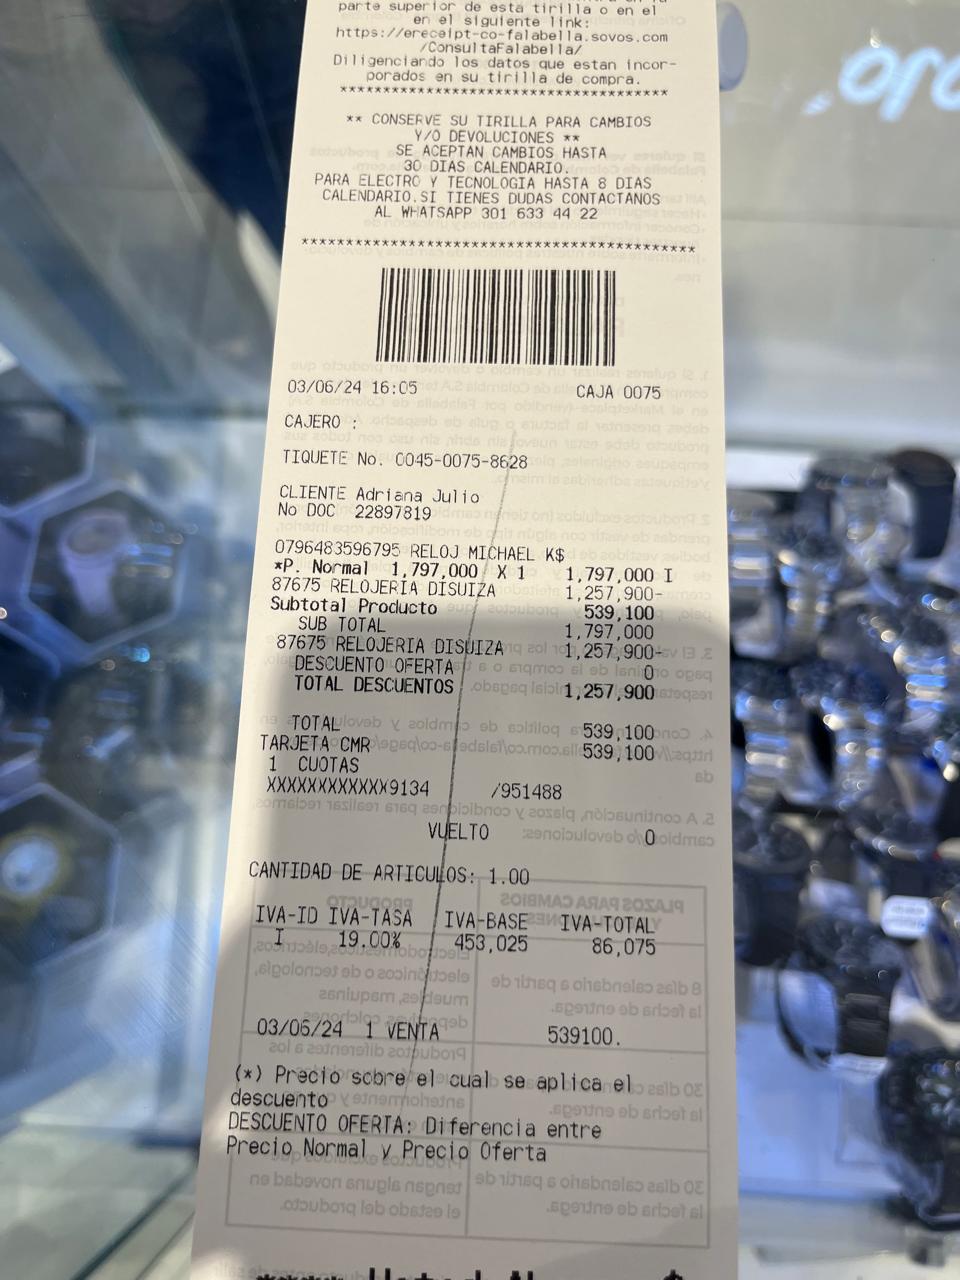 parte superior de esta tirilla o en el
en el siguiente link:
https://ereceipt-co-falabella.sovos.com
/ConsultaFalabella/
Diligenciando los datos que estan incor-
porados en su tirilla de compra.
*************************************
** CONSERVE SU TIRILLA PARA CAMBIOS
Y/O DEVOLUCIONES **
SE ACEPTAN CAMBIOS HASTA
30 DIAS CALENDARIO.
PARA ELECTRO Y TECNOLOGIA HASTA 8 DIAS
CALENDARIO.SI TIENES DUDAS CONTACTANOS
AL WHATSAPP 301 633 44 22
********************************************
03/06/24 16:05 CAJA 0075
CAJERO :
TIQUETE No. 0045-0075-8628
CLIENTE Adriana Julio
No DOC 22897819
0796483596795 RELOJ MICHAEL K$
*P. Normal 1,797,000 X 1 1,797,000 I
87675 RELOJERIA DISUIZA 1,257,900-
Subtotal Producto 539,100
SUB TOTAL 1,797,000
87675 RELOJERIA DISUIZA 1,257,900-
DESCUENTO OFERTA 0
TOTAL DESCUENTOS 1,257,900
TOTAL 539,100
TARJETA CMR 539,100
1 CUOTAS
XXXXXXXXXXXX9134 /951488
VUELTO 0
CANTIDAD DE ARTICULOS: 1.00
IVA-ID IVA-TASA IVA-BASE IVA-TOTAL
I 19.00% 453,025 86,075
03/06/24 1 VENTA 539100.
(*) Precio sobre el cual se aplica el
descuento
DESCUENTO OFERTA: Diferencia entre
Precio Normal y Precio Oferta